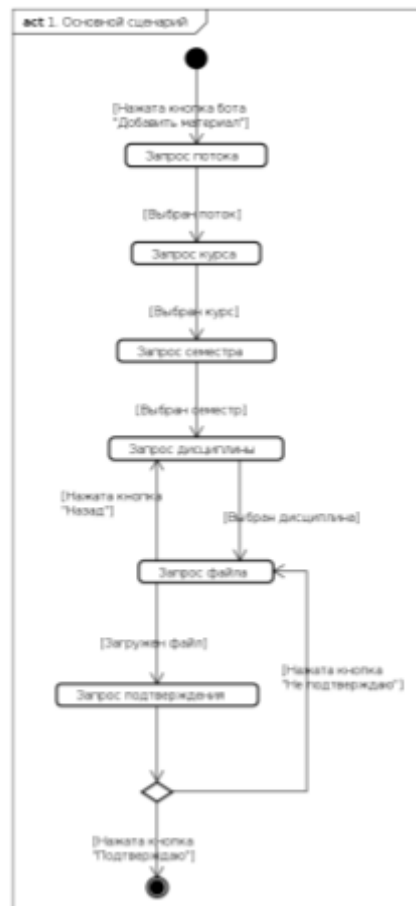 act 1. Основной сценарий
[Нажата кнопка бота
"Добавить материал"]
Запрос потока
[Выбран поток]
Запрос курса
[Выбран курс]
Запрос семестра
[Выбран семестр]
Запрос дисциплины
[Нажата кнопка
"Назад"]
[Выбран дисциплина]
Запрос файла
[Загружен файл]
[Нажата кнопка
"Не подтверждаю"]
Запрос подтверждения
[Нажата кнопка
"Подтверждаю"]